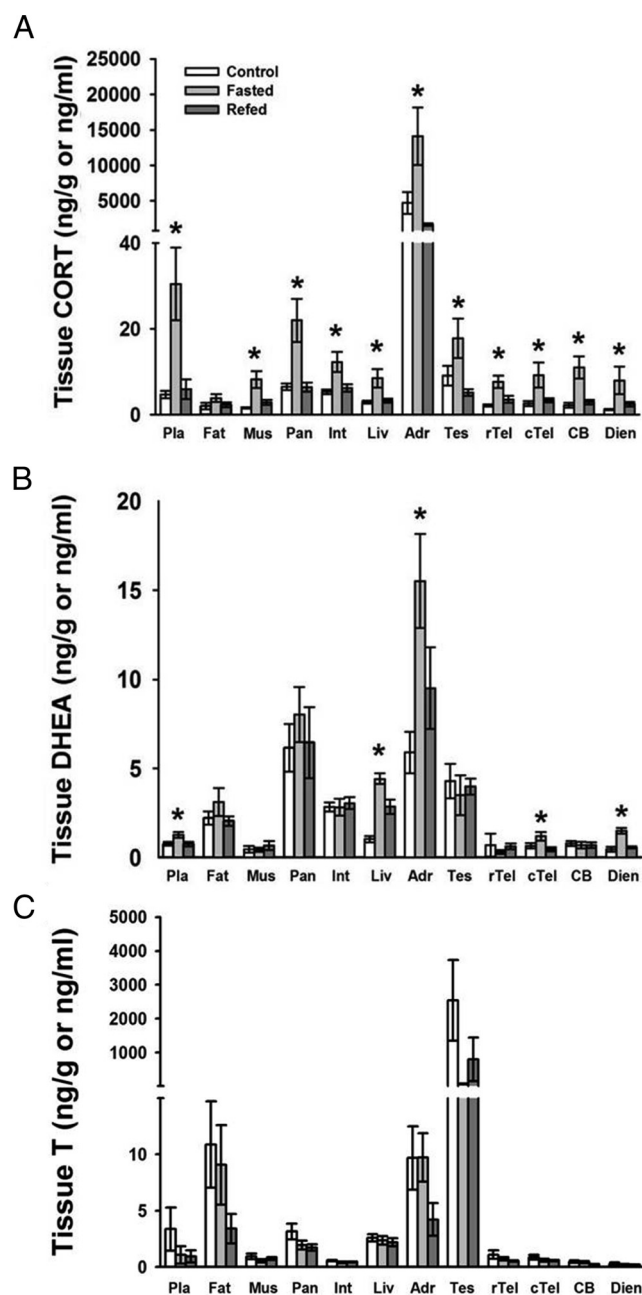 A
Control
Fasted
Refed
Tissue CORT (ng/g or ng/ml)
25000
20000
15000
10000
5000
40
20
0
* * * * * * * * * * *
Pla Fat Mus Pan Int Liv Adr Tes rTel cTel CB Dien
B
Tissue DHEA (ng/g or ng/ml)
20
15
10
5
0
* * * * *
Pla Fat Mus Pan Int Liv Adr Tes rTel cTel CB Dien
C
Tissue T (ng/g or ng/ml)
5000
4000
3000
2000
1000
10
5
0
Pla Fat Mus Pan Int Liv Adr Tes rTel cTel CB Dien